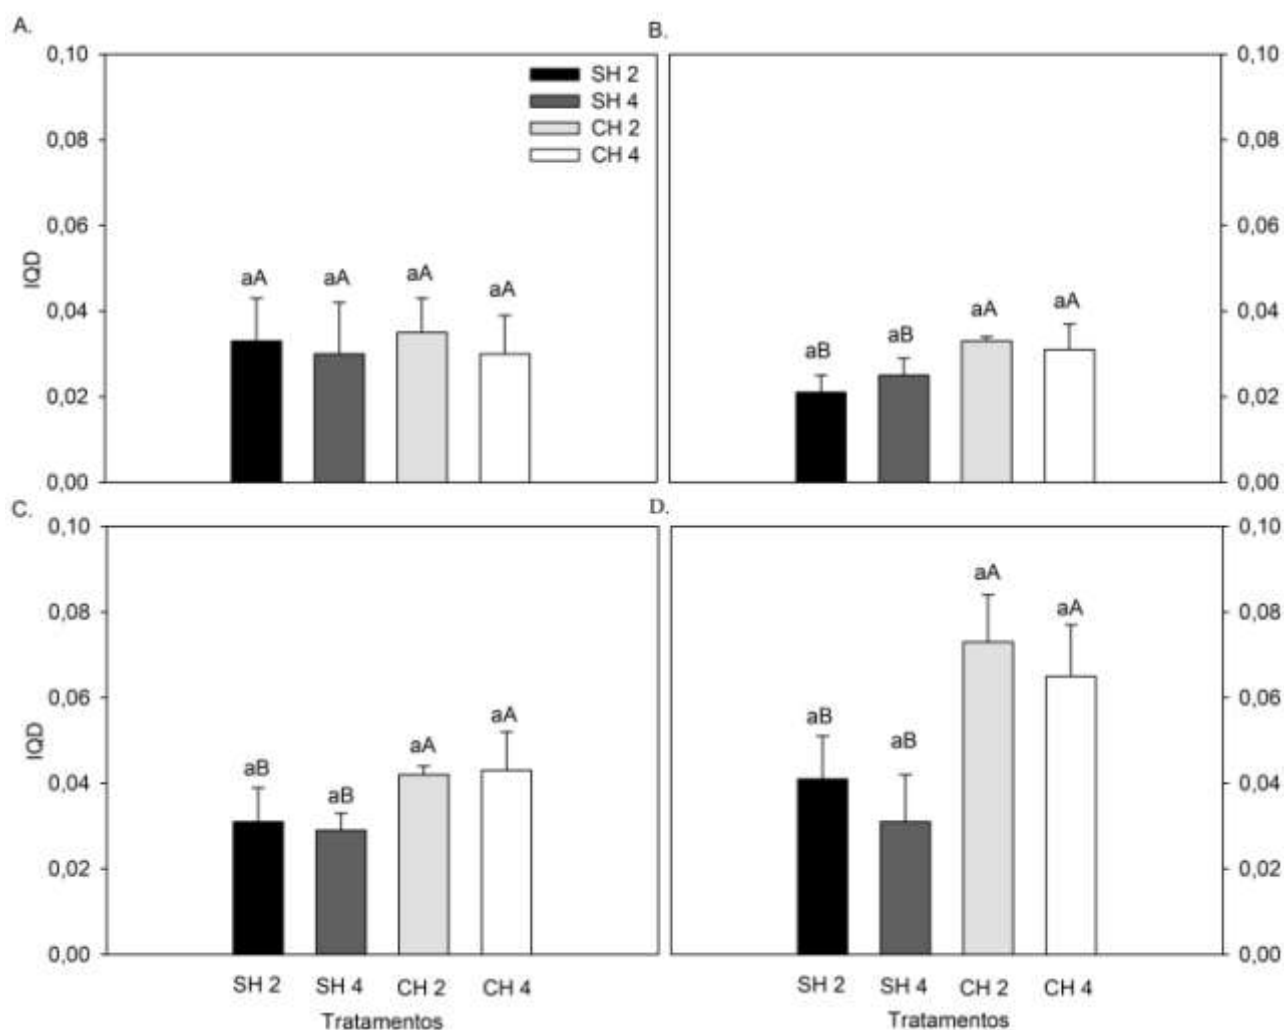 A.
B.
0,10
0,08
0,06
0,04
0,02
0,00
IQD
SH 2
SH 4
CH 2
CH 4
aA
aA
aA
aA
aB
aB
aA
aA
0,10
0,08
0,06
0,04
0,02
0,00
C.
D.
0,10
0,08
0,06
0,04
0,02
0,00
IQD
aB
aB
aA
aA
aB
aB
aA
aA
0,10
0,08
0,06
0,04
0,02
0,00
SH 2 SH 4 CH 2 CH 4
Tratamentos
SH 2 SH 4 CH 2 CH 4
Tratamentos